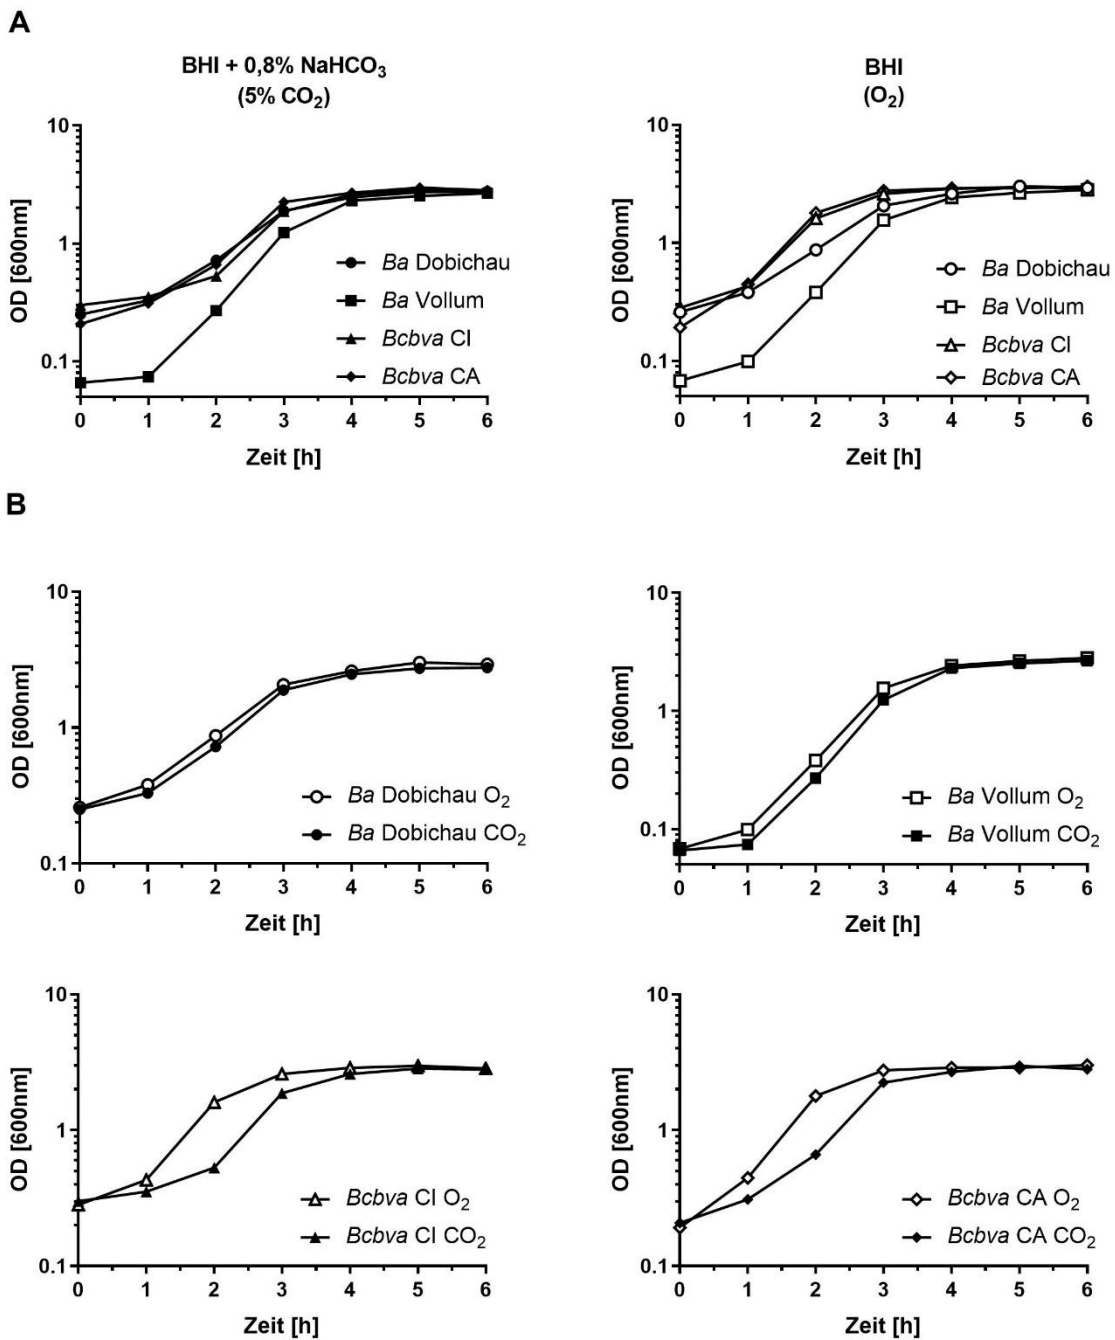 A
BHI + 0,8% NaHCO₃
(5% CO₂)
OD [600nm]
10
1
0.1
0 1 2 3 4 5 6
Zeit [h]
Ba Dobichau
Ba Vollum
Bcbva CI
Bcbva CA
BHI
(O₂)
OD [600nm]
10
1
0.1
0 1 2 3 4 5 6
Zeit [h]
Ba Dobichau
Ba Vollum
Bcbva CI
Bcbva CA
B
OD [600nm]
10
1
0.1
0 1 2 3 4 5 6
Zeit [h]
Ba Dobichau O₂
Ba Dobichau CO₂
OD [600nm]
10
1
0.1
0 1 2 3 4 5 6
Zeit [h]
Ba Vollum O₂
Ba Vollum CO₂
OD [600nm]
10
1
0.1
0 1 2 3 4 5 6
Zeit [h]
Bcbva CI O₂
Bcbva CI CO₂
OD [600nm]
10
1
0.1
0 1 2 3 4 5 6
Zeit [h]
Bcbva CA O₂
Bcbva CA CO₂